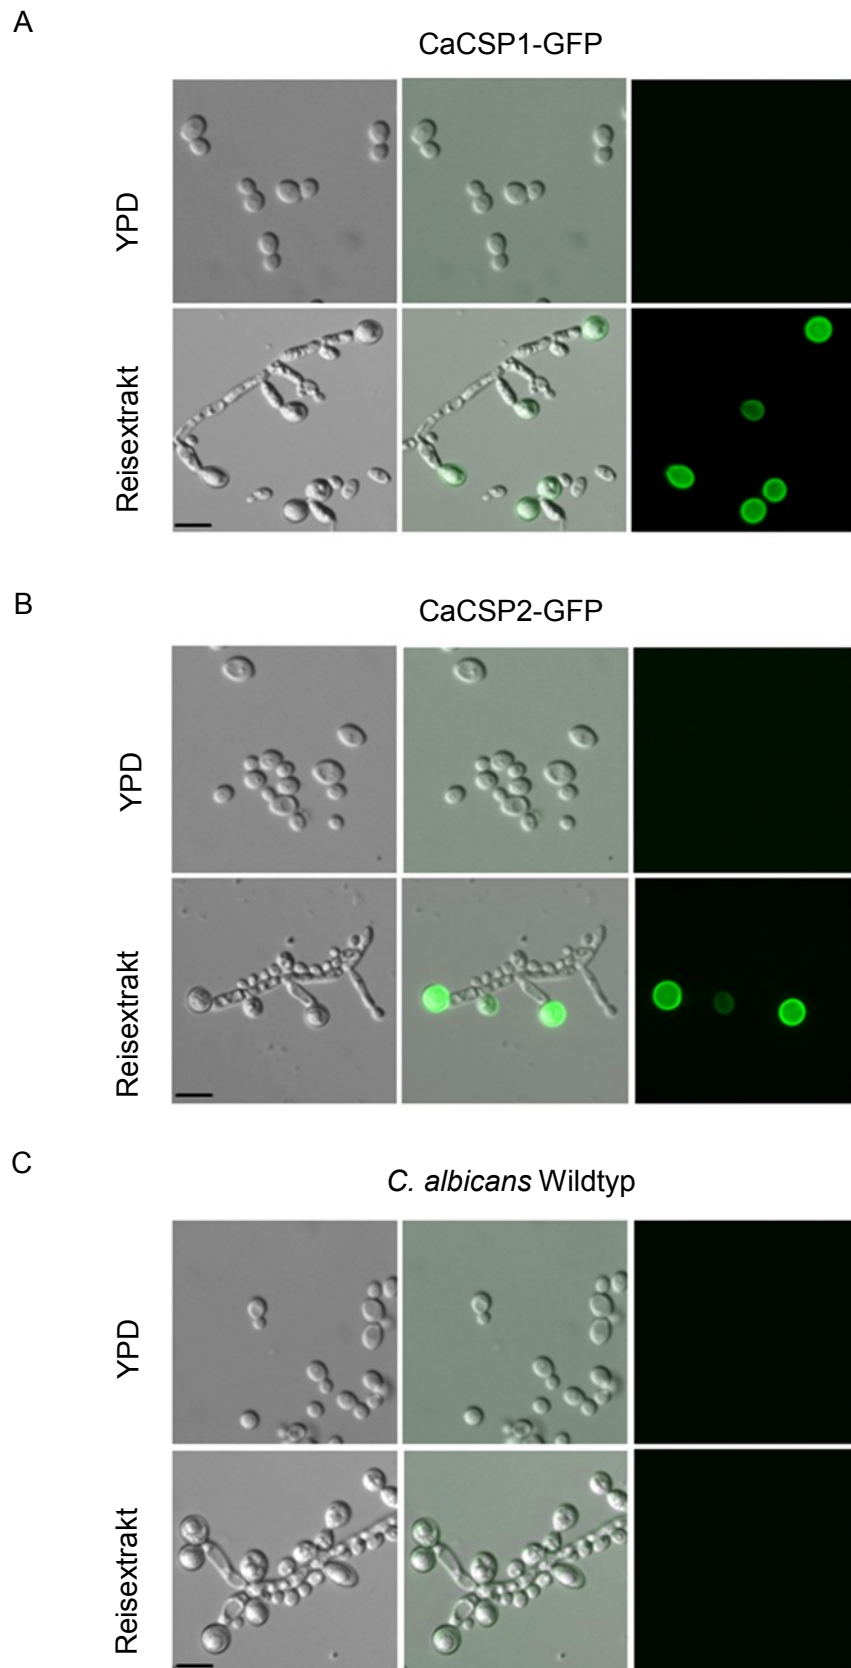 A
CaCSP1-GFP
YPD
Reisextrakt
B
CaCSP2-GFP
YPD
Reisextrakt
C
C. albicans Wildtyp
YPD
Reisextrakt